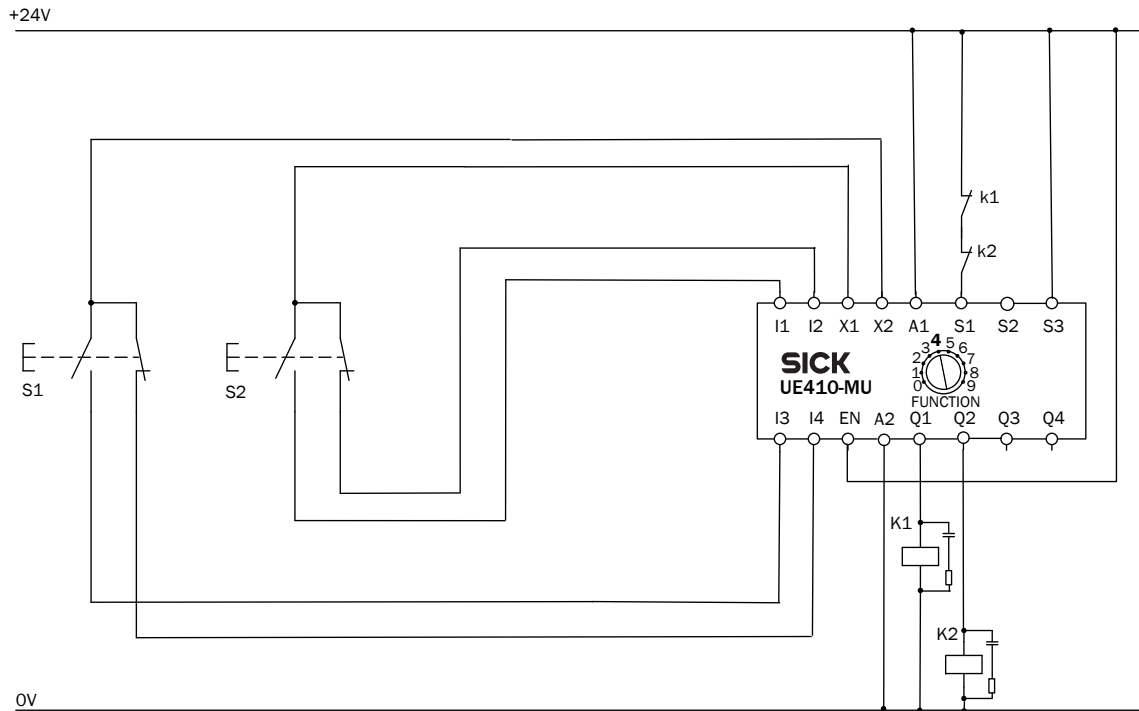 +24V
k1
k2
I1 I2 X1 X2 A1 S1 S2 S3
SICK
UE410-MU
0 1 2 3 4 5 6 7 8 9
FUNCTION
S1
S2
I3 I4 EN A2 Q1 Q2 Q3 Q4
K1
K2
0V